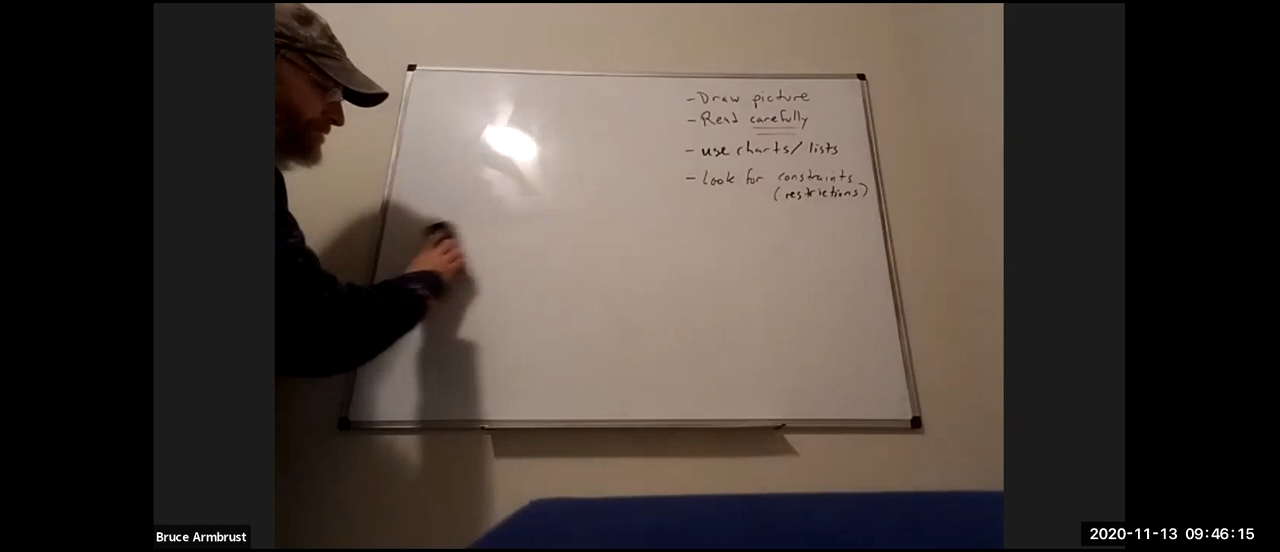 - Draw picture
- Read carefully
- use charts/ lists
- Look for constraints
(restrictions)
Bruce Armbrust
2020-11-13 09:46:15